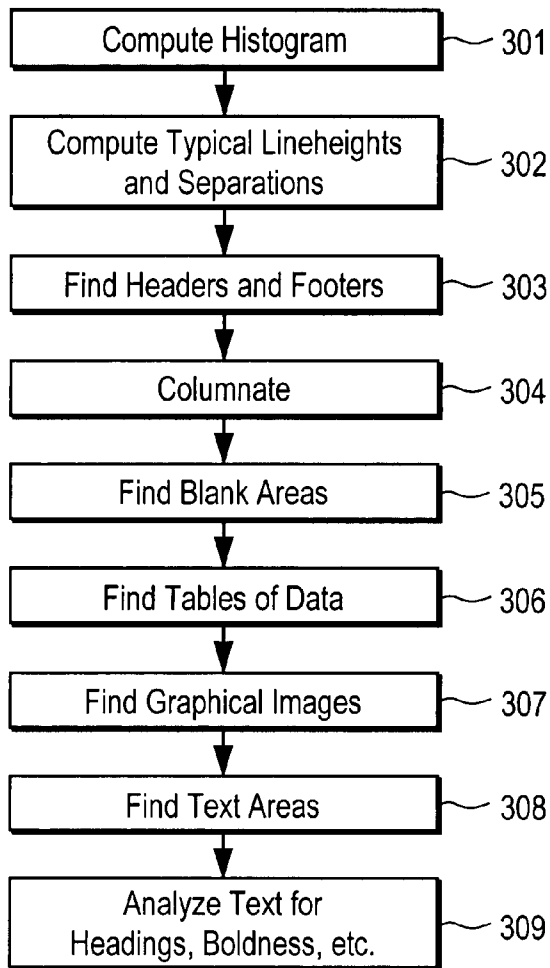 Compute Histogram
301
Compute Typical Lineheights
and Separations
302
Find Headers and Footers
303
Columnate
304
Find Blank Areas
305
Find Tables of Data
306
Find Graphical Images
307
Find Text Areas
308
Analyze Text for
Headings, Boldness, etc.
309